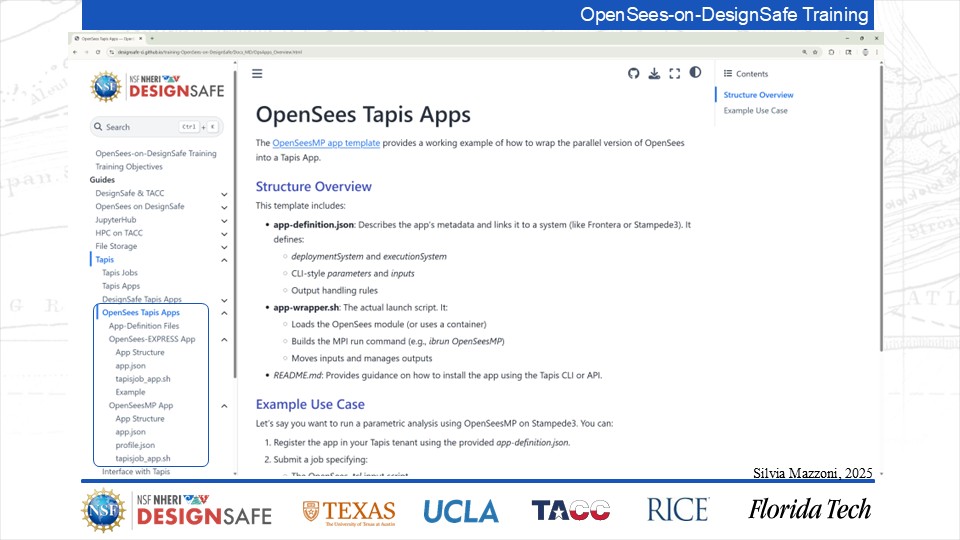 OpenSees-on-DesignSafe Training
OpenSees Tapis Apps — Open
designsafe-ci.github.io/training-OpenSees-on-DesignSafe/Docs_MD/OpsApps_Overview.html
NSF NHERI
DESIGNSAFE
Search
Ctrl + K
OpenSees-on-DesignSafe Training
Training Objectives
Guides
DesignSafe & TACC
OpenSees on DesignSafe
JupyterHub
HPC on TACC
File Storage
Tapis
Tapis Jobs
Tapis Apps
DesignSafe Tapis Apps
OpenSees Tapis Apps
App-Definition Files
OpenSees-EXPRESS App
App Structure
app.json
tapisjob_app.sh
Example
OpenSeesMP App
App Structure
app.json
profile.json
tapisjob_app.sh
Interface with Tapis
OpenSees Tapis Apps
The OpenSeesMP app template provides a working example of how to wrap the parallel version of OpenSees
into a Tapis App.
Structure Overview
This template includes:
• app-definition.json: Describes the app's metadata and links it to a system (like Frontera or Stampede3). It
defines:
○ deploymentSystem and executionSystem
○ CLI-style parameters and inputs
○ Output handling rules
• app-wrapper.sh: The actual launch script. It:
○ Loads the OpenSees module (or uses a container)
○ Builds the MPI run command (e.g., ibrun OpenSeesMP)
○ Moves inputs and manages outputs
• README.md: Provides guidance on how to install the app using the Tapis CLI or API.
Example Use Case
Let's say you want to run a parametric analysis using OpenSeesMP on Stampede3. You can:
1. Register the app in your Tapis tenant using the provided app-definition.json.
2. Submit a job specifying:
○ The OpenSees .tcl input script
Contents
Structure Overview
Example Use Case
Silvia Mazzoni, 2025
NSF
NSF NHERI
DESIGNSAFE
TEXAS
The University of Texas at Austin
UCLA
TACC
RICE
Florida Tech